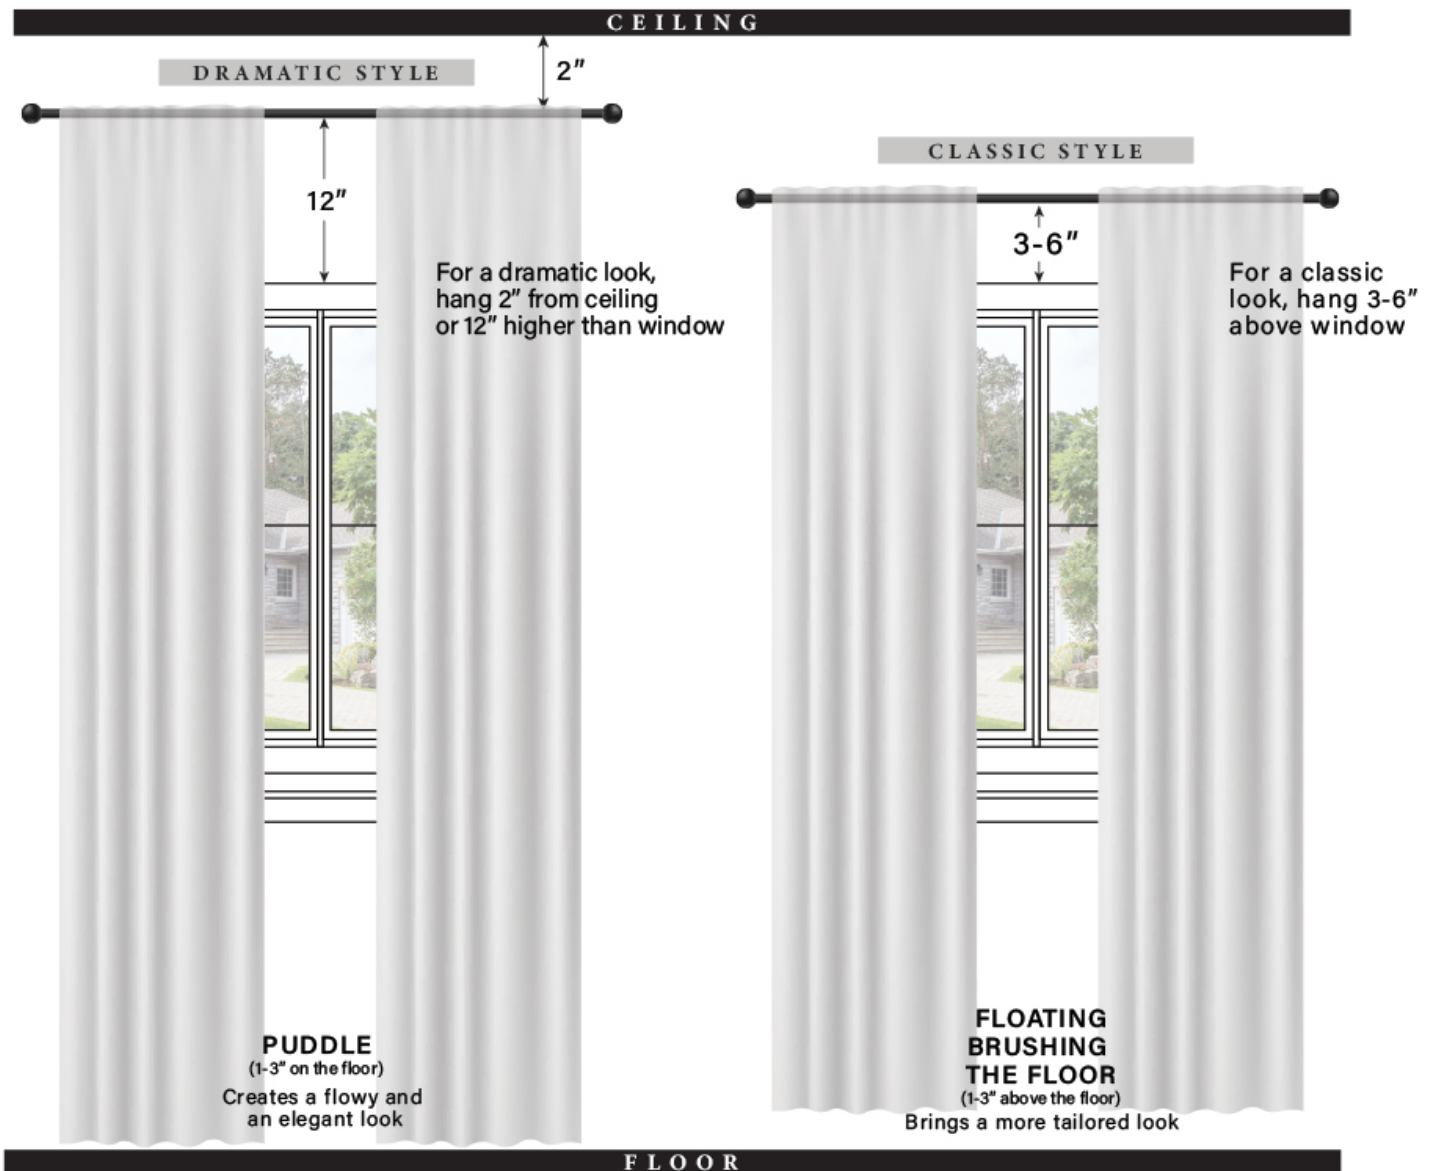 CEILING
DRAMATIC STYLE
2"
12"
For a dramatic look,
hang 2" from ceiling
or 12" higher than window
PUDDLE
(1-3" on the floor)
Creates a flowy and
an elegant look
CLASSIC STYLE
3-6"
For a classic
look, hang 3-6"
above window
FLOATING
BRUSHING
THE FLOOR
(1-3" above the floor)
Brings a more tailored look
FLOOR